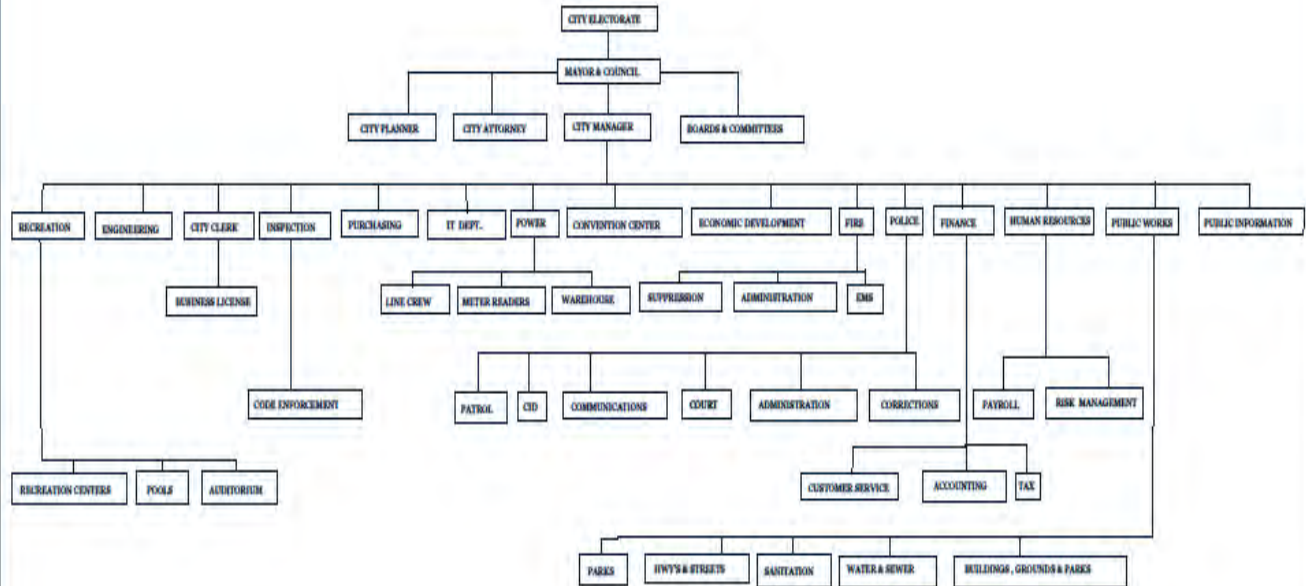 CITY ELECTORATE
MAYOR & COUNCIL
CITY PLANNER
CITY ATTORNEY
CITY MANAGER
BOARDS & COMMITTEES
RECREATION
ENGINEERING
CITY CLERK
INSPECTION
PURCHASING
IT DEPT..
POWER
CONVENTION CENTER
ECONOMIC DEVELOPMENT
FIRE
POLICE
FINANCE
HUMAN RESOURCES
PUBLIC WORKS
PUBLIC INFORMATION
BUSINESS LICENSE
LINE CREW
METER READERS
WAREHOUSE
SUPPRESSION
ADMINISTRATION
EMS
CODE ENFORCEMENT
PATROL
CID
COMMUNICATIONS
COURT
ADMINISTRATION
CORRECTIONS
PAYROLL
RISK MANAGEMENT
RECREATION CENTERS
POOLS
AUDITORIUM
CUSTOMER SERVICE
ACCOUNTING
TAX
PARKS
HWY'S & STREETS
SANITATION
WATER & SEWER
BUILDINGS , GROUNDS & PARKS